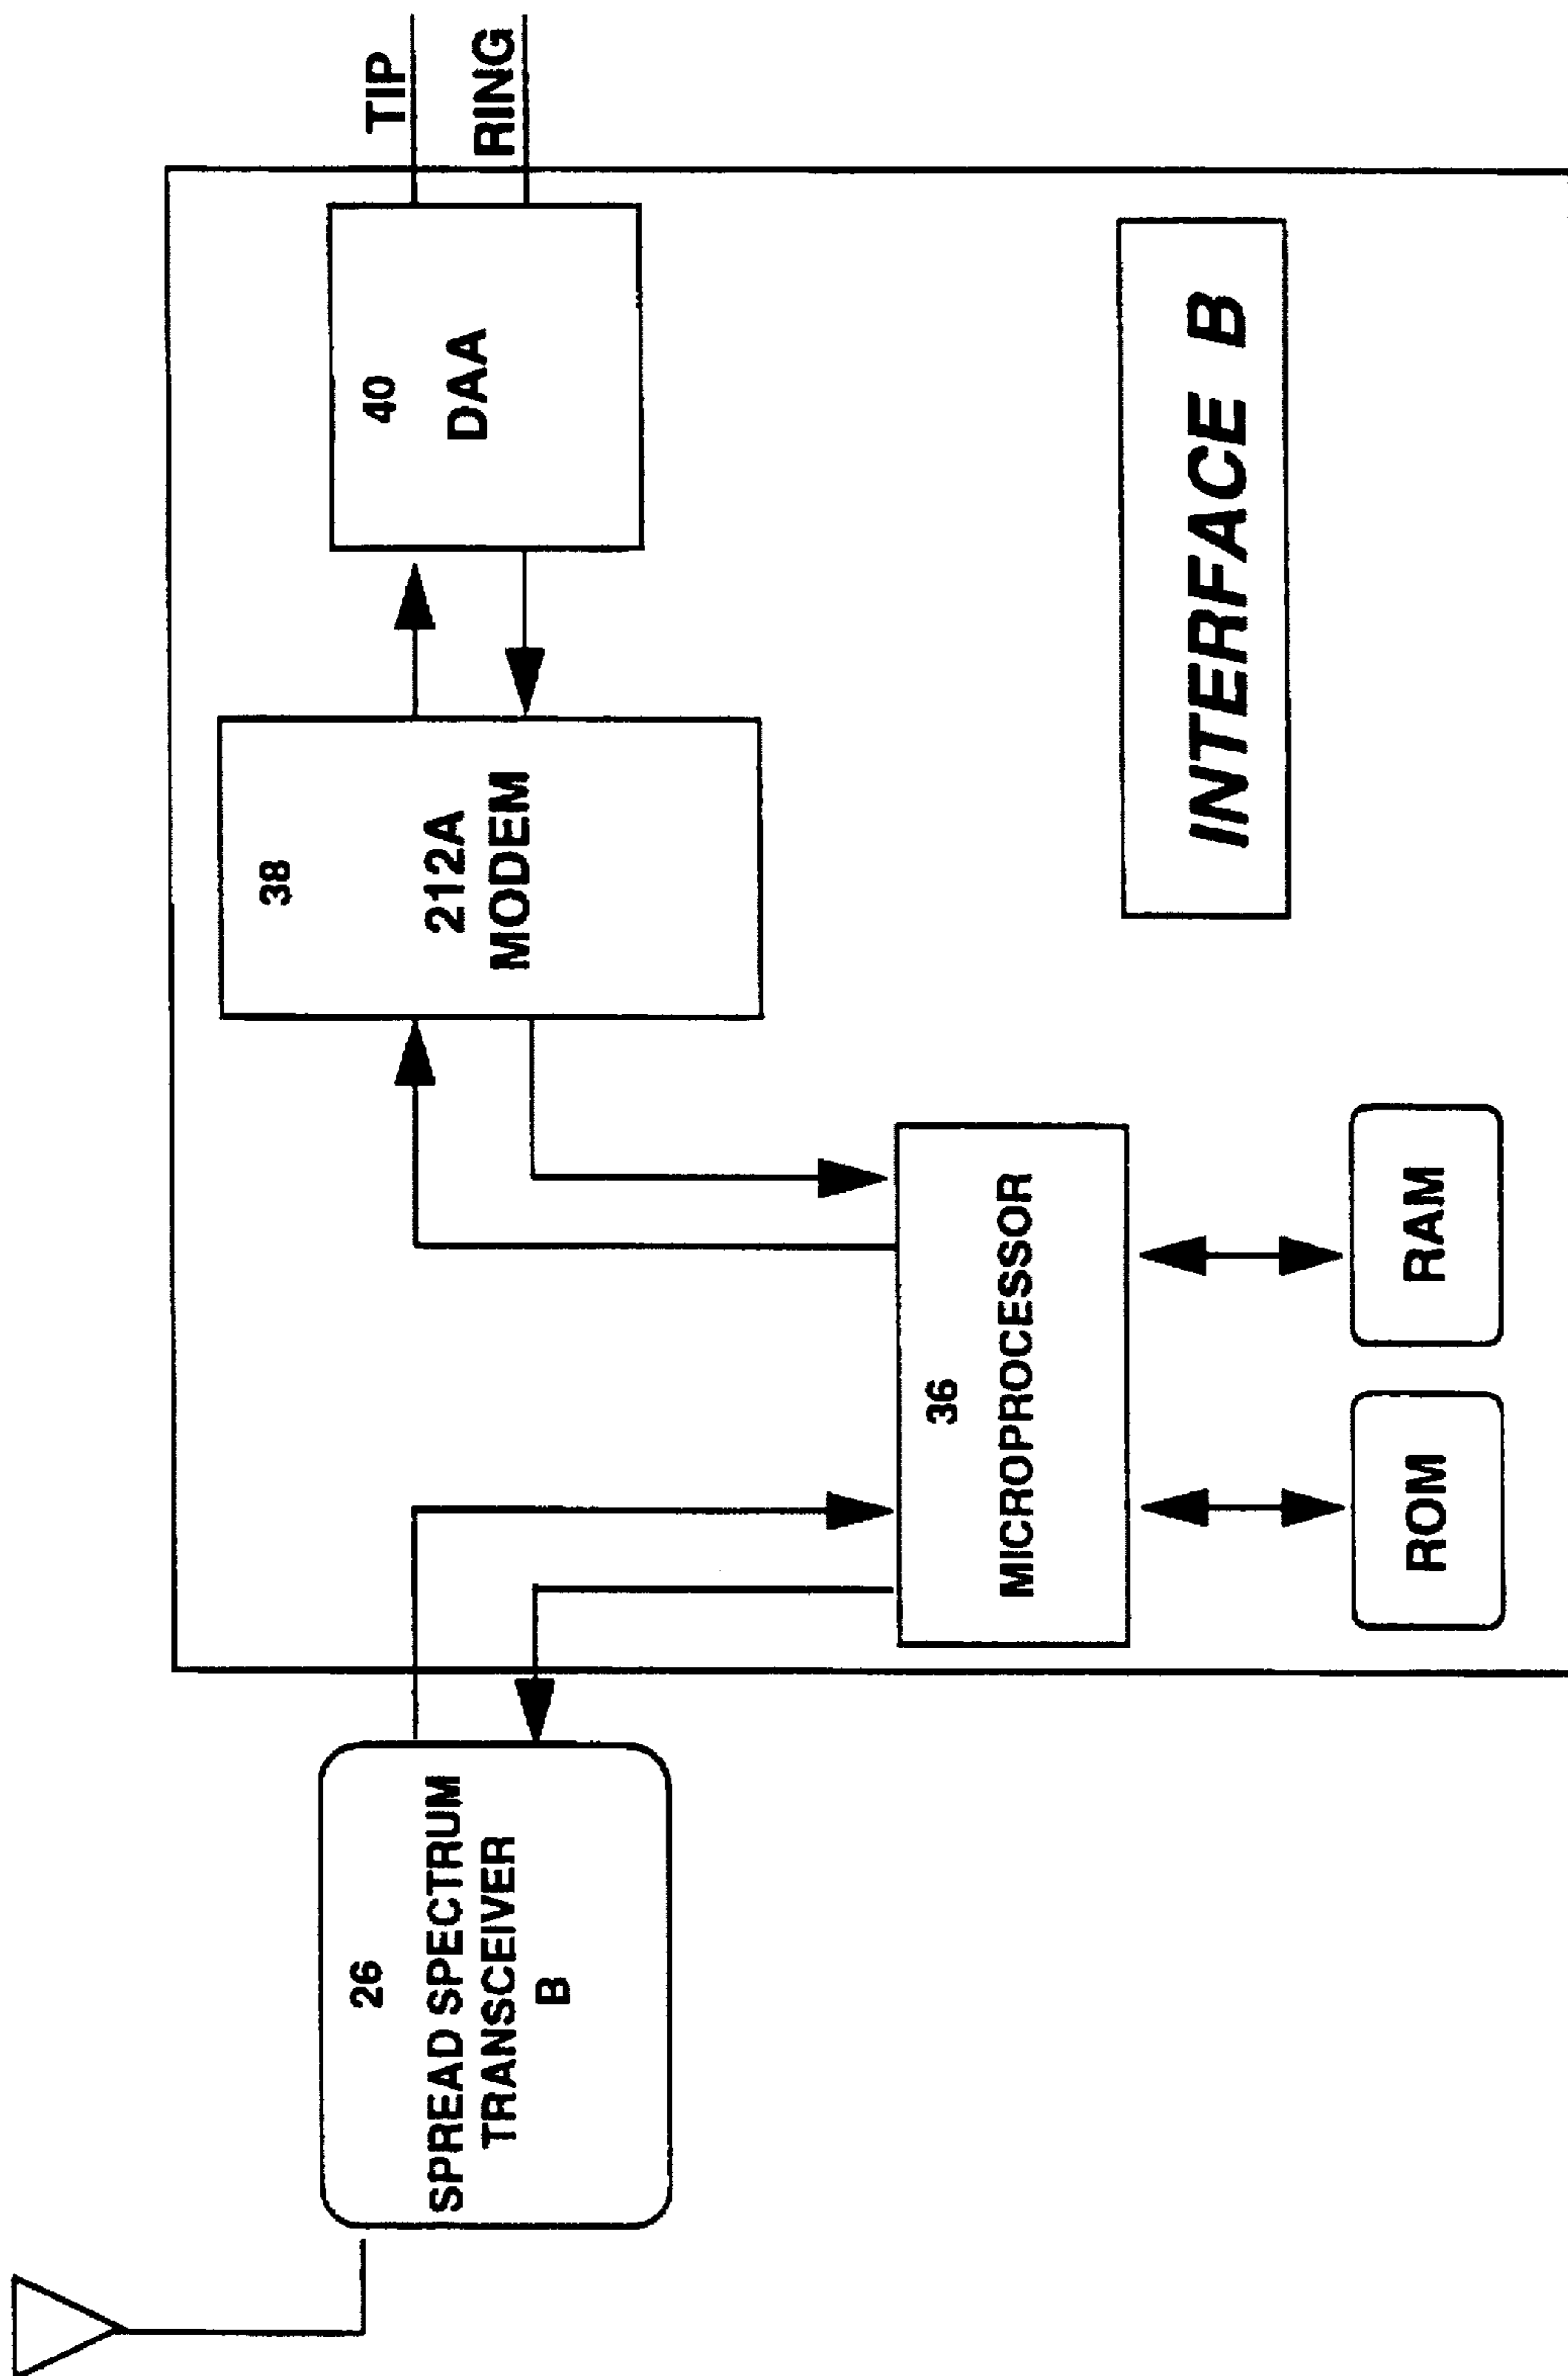 26
SPREAD SPECTRUM
TRANSCEIVER
B
38
212A
MODEM
40
DAA
TIP
RING
36
MICROPROCESSOR
ROM
RAM
INTERFACE B